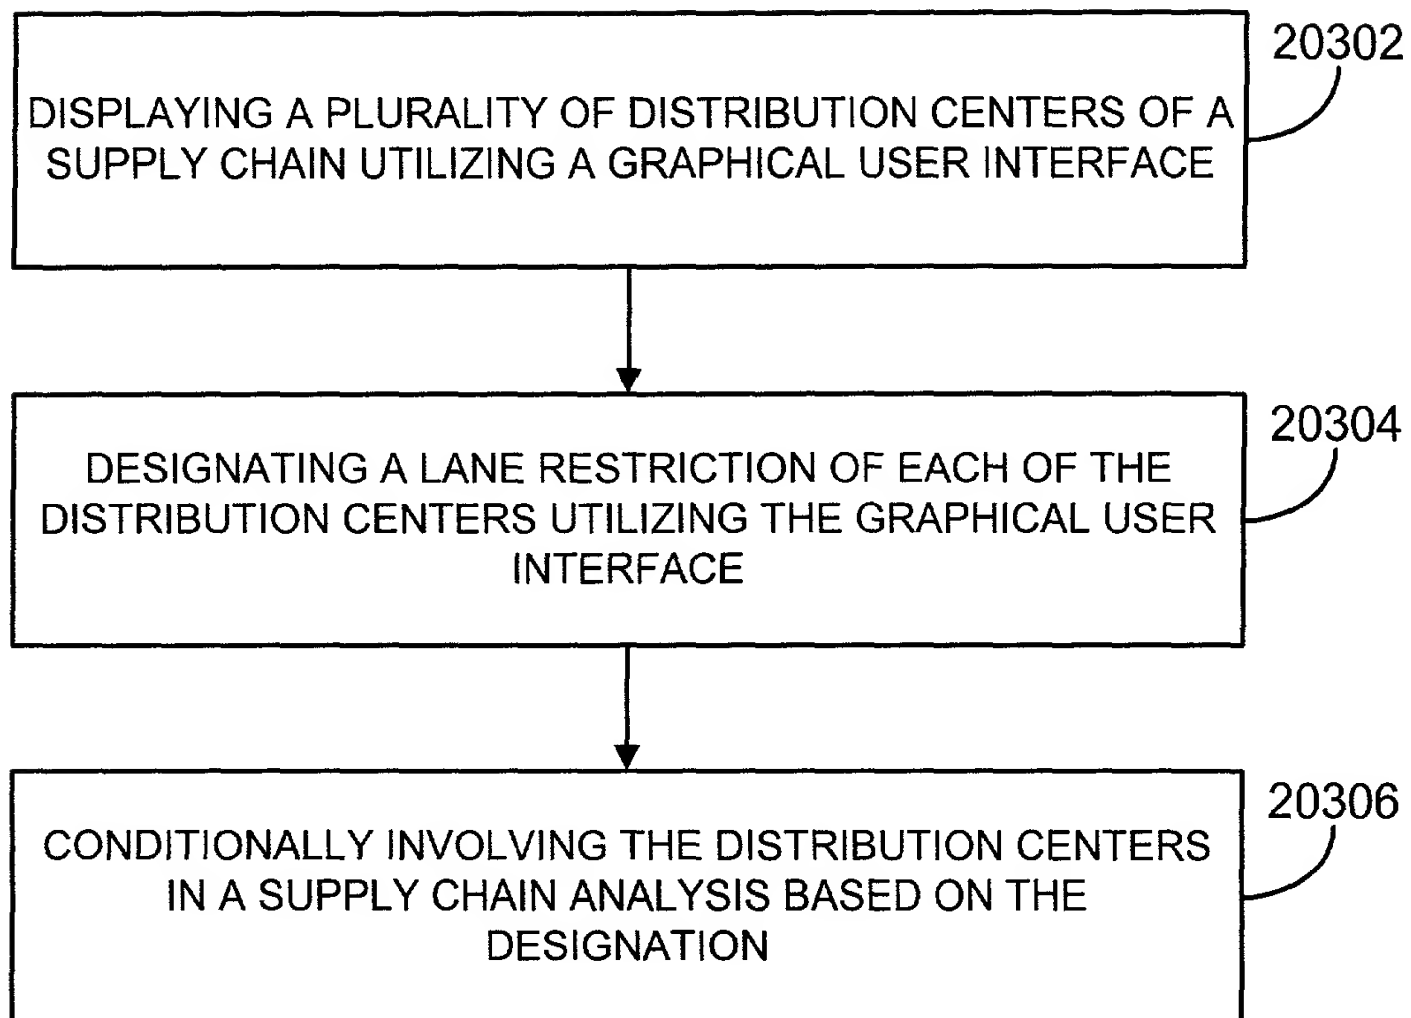 20302
DISPLAYING A PLURALITY OF DISTRIBUTION CENTERS OF A
SUPPLY CHAIN UTILIZING A GRAPHICAL USER INTERFACE
20304
DESIGNATING A LANE RESTRICTION OF EACH OF THE
DISTRIBUTION CENTERS UTILIZING THE GRAPHICAL USER
INTERFACE
20306
CONDITIONALLY INVOLVING THE DISTRIBUTION CENTERS
IN A SUPPLY CHAIN ANALYSIS BASED ON THE
DESIGNATION